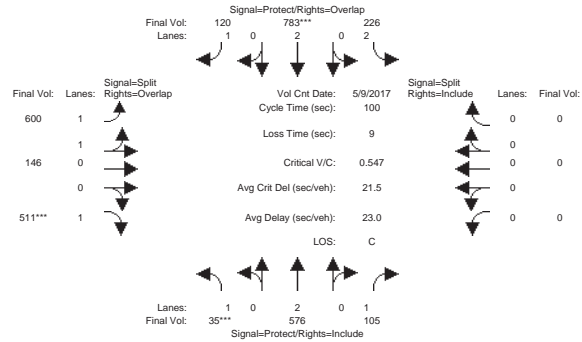 Signal=Protect/Rights=Overlap
Final Vol: 120 783*** 226
Lanes: 1 0 2 0 2
Signal=Split Signal=Split
Final Vol: Lanes: Rights=Overlap Vol Cnt Date: 5/9/2017 Rights=Include Lanes: Final Vol:
Cycle Time (sec): 100
600 1 0 0
Loss Time (sec): 9
1 0
146 0 Critical V/C: 0.547 0 0
0 Avg Crit Del (sec/veh): 21.5 0
511*** 1 Avg Delay (sec/veh): 23.0 0 0
LOS: C
Lanes: 1 0 2 0 1
Final Vol: 35*** 576 105
Signal=Protect/Rights=Include